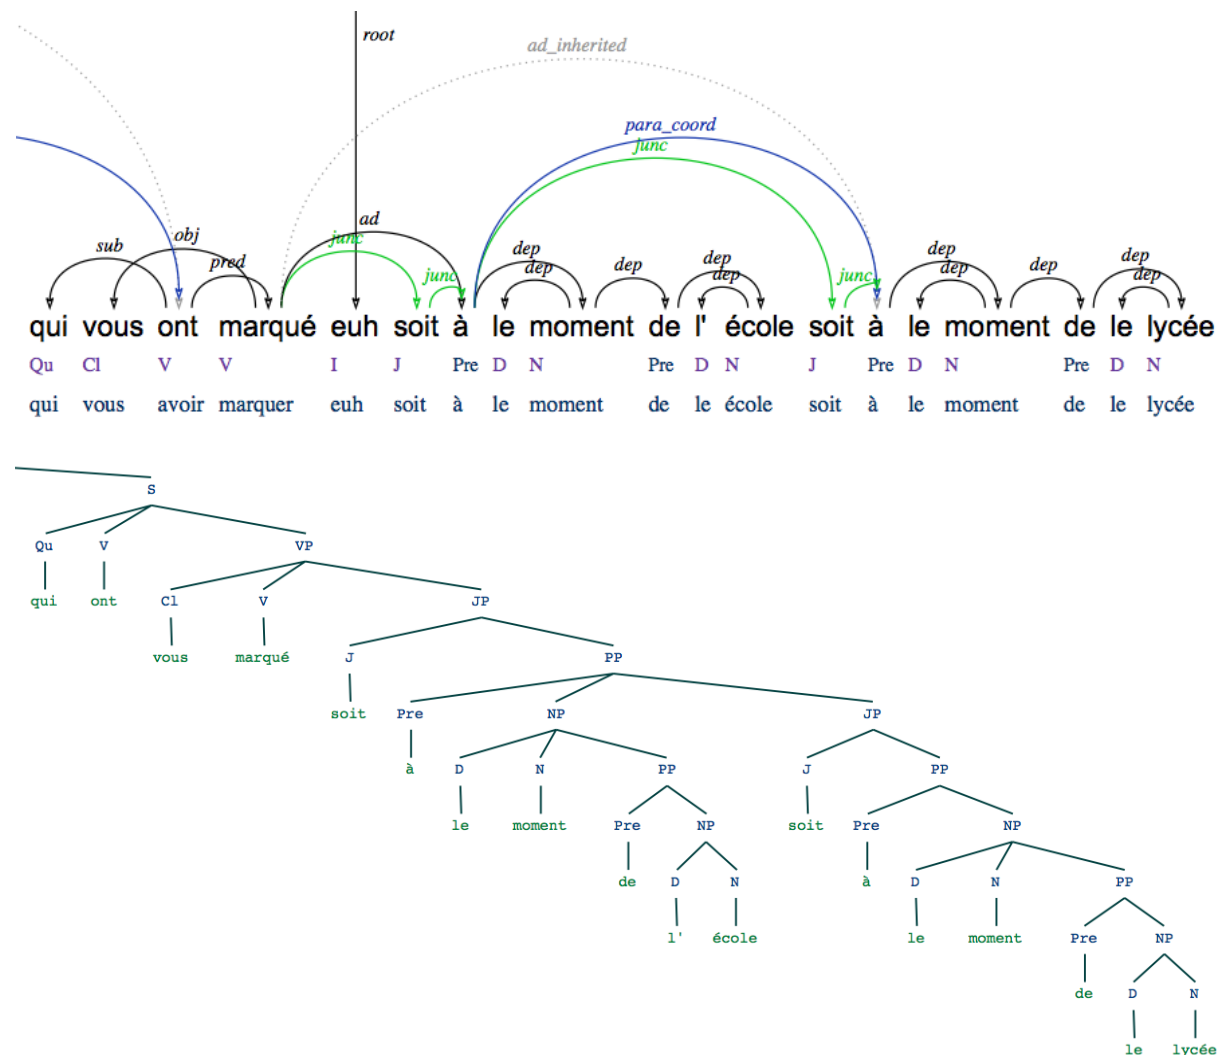 root
ad_inherited
para_coord
junc
sub obj pred junc ad junc dep dep dep dep dep junc dep dep dep dep dep
qui vous ont marqué euh soit à le moment de l' école soit à le moment de le lycée
Qu Cl V V I J Pre D N Pre D N J Pre D N Pre D N
qui vous avoir marquer euh soit à le moment de le école soit à le moment de le lycée
S
Qu V VP
qui ont Cl V JP
vous marqué J PP
soit Pre NP JP
à D N PP J PP
le moment Pre NP soit Pre NP
de D N à D N PP
l' école le moment Pre NP
de D N
le lycée